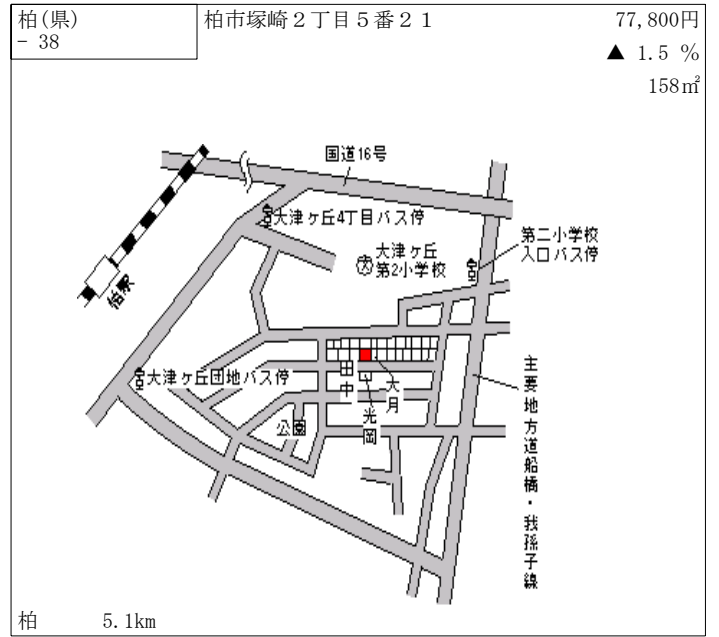 柏(県)
- 38
柏市塚崎２丁目５番２１
77,800円
▲ 1.5 %
158㎡
国道16号
大津ヶ丘4丁目バス停
第二小学校
入口バス停
大津ヶ丘
第2小学校
文
柏駅
大津ヶ丘団地バス停
田中
大月
光岡
公園
主要地方道船橋・我孫子線
柏 5.1km